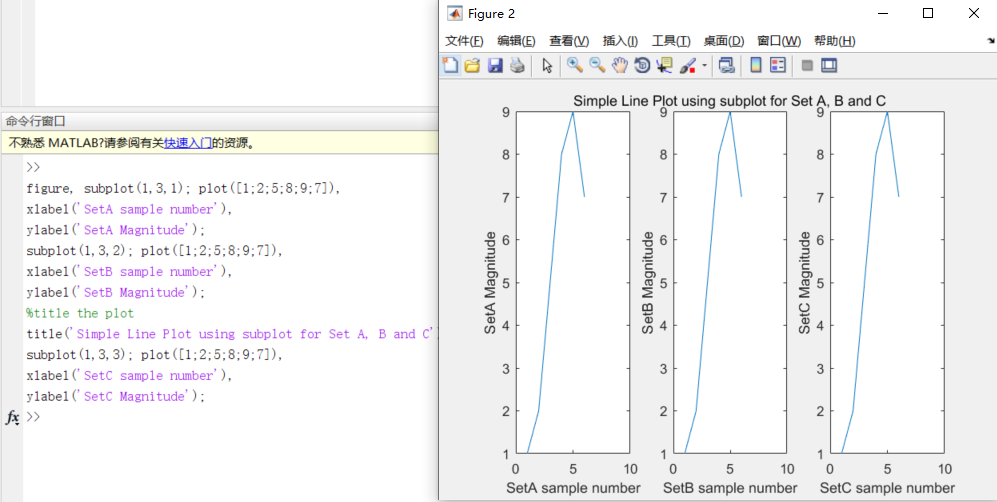 Figure 2
文件(F) 编辑(E) 查看(V) 插入(I) 工具(T) 桌面(D) 窗口(W) 帮助(H)
命令行窗口
不熟悉 MATLAB?请参阅有关快速入门的资源。
>>
figure, subplot(1,3,1); plot([1;2;5;8;9;7]),
xlabel('SetA sample number'),
ylabel('SetA Magnitude');
subplot(1,3,2); plot([1;2;5;8;9;7]),
xlabel('SetB sample number'),
ylabel('SetB Magnitude');
%title the plot
title('Simple Line Plot using subplot for Set A, B and C'
subplot(1,3,3); plot([1;2;5;8;9;7]),
xlabel('SetC sample number'),
ylabel('SetC Magnitude');
fx >>
Simple Line Plot using subplot for Set A, B and C
9
8
7
6
5
4
3
2
1
0 5 10
SetA Magnitude
SetA sample number
9
8
7
6
5
4
3
2
1
0 5 10
SetB Magnitude
SetB sample number
9
8
7
6
5
4
3
2
1
0 5 10
SetC Magnitude
SetC sample number